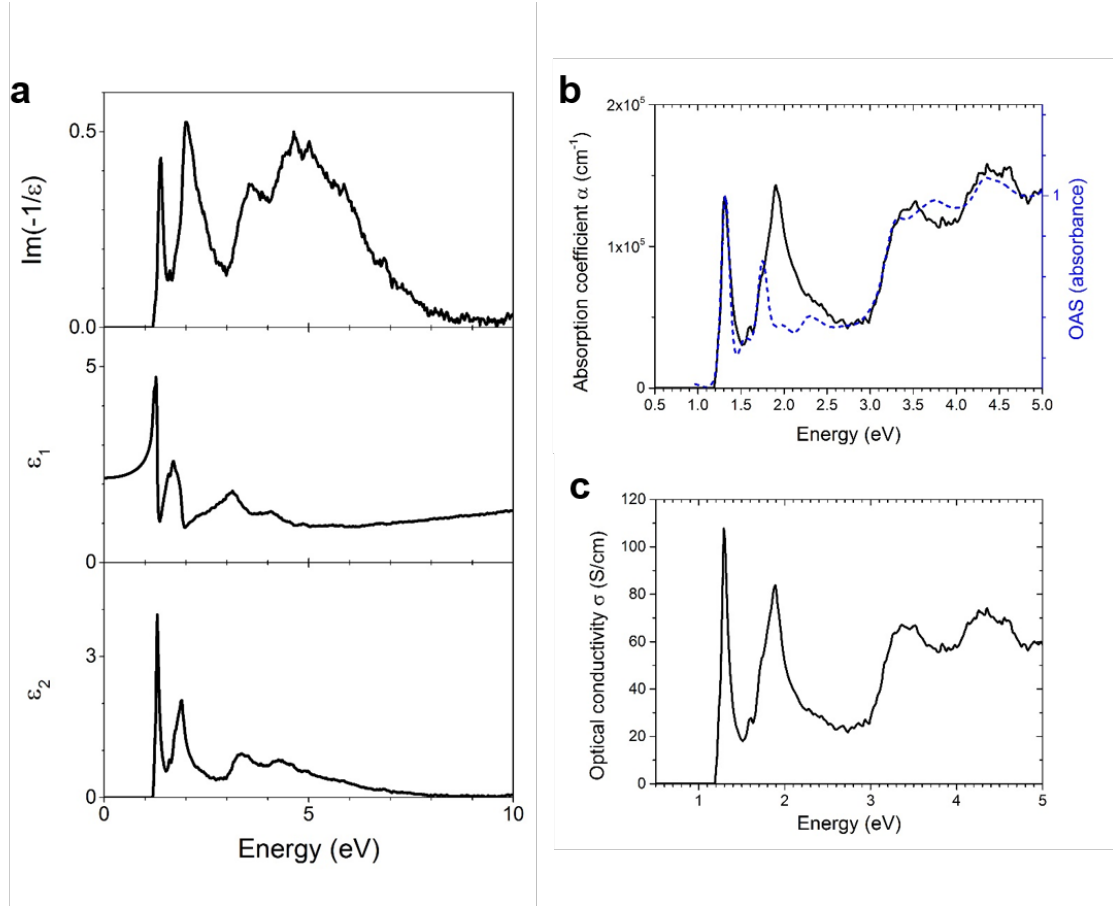 a
Im(-1/ε)
0.5
0.0
ε₁
5
0
ε₂
3
0
0 5 10
Energy (eV)
b
Absorption coefficient α (cm⁻¹)
2x10⁵
1x10⁵
0
OAS (absorbance)
1
0.5 1.0 1.5 2.0 2.5 3.0 3.5 4.0 4.5 5.0
Energy (eV)
c
Optical conductivity σ (S/cm)
120
100
80
60
40
20
0
1 2 3 4 5
Energy (eV)